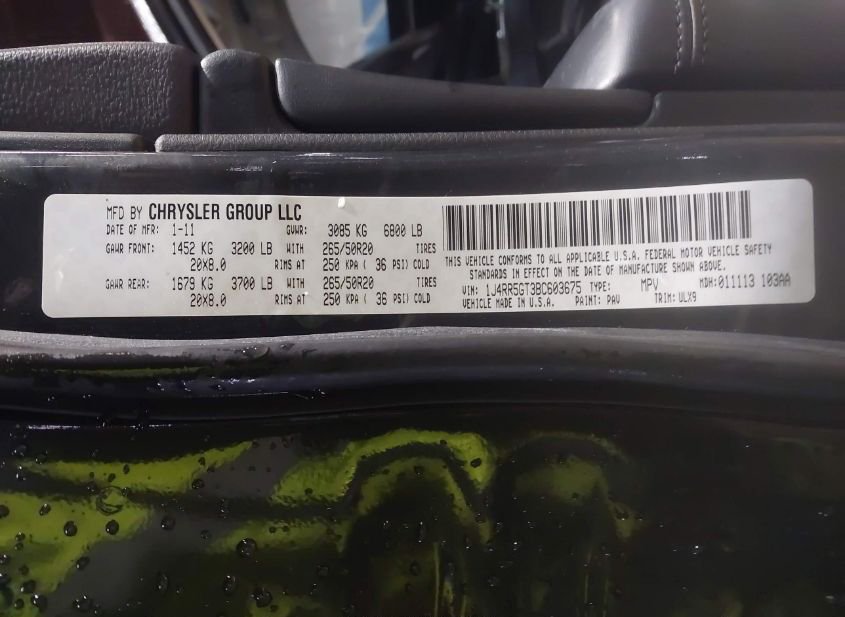 MFD BY CHRYSLER GROUP LLC
DATE OF MFR: 1-11 GVWR: 3085 KG 6800 LB
GAWR FRONT: 1452 KG 3200 LB WITH 265/50R20 TIRES
20X8.0 RIMS AT 250 KPA ( 36 PSI) COLD
GAWR REAR: 1679 KG 3700 LB WITH 265/50R20 TIRES
20X8.0 RIMS AT 250 KPA ( 36 PSI) COLD
THIS VEHICLE CONFORMS TO ALL APPLICABLE U.S.A. FEDERAL MOTOR VEHICLE SAFETY
STANDARDS IN EFFECT ON THE DATE OF MANUFACTURE SHOWN ABOVE.
VIN: 1J4RR5GT3BC603675 TYPE: MPV MDH:011113 103AA
VEHICLE MADE IN U.S.A. PAINT: PAU TRIM: ULX9